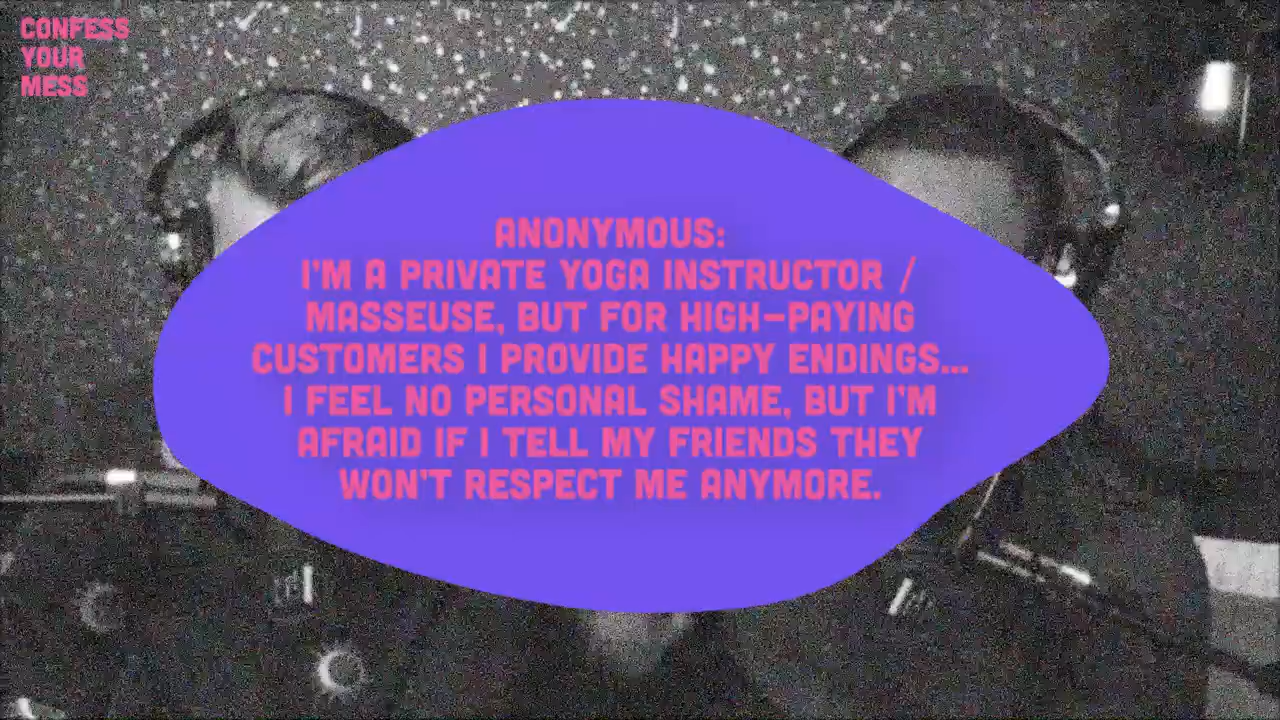 CONFESS
YOUR
MESS
ANONYMOUS:
I'M A PRIVATE YOGA INSTRUCTOR /
MASSEUSE, BUT FOR HIGH-PAYING
CUSTOMERS I PROVIDE HAPPY ENDINGS...
I FEEL NO PERSONAL SHAME, BUT I'M
AFRAID IF I TELL MY FRIENDS THEY
WON'T RESPECT ME ANYMORE.